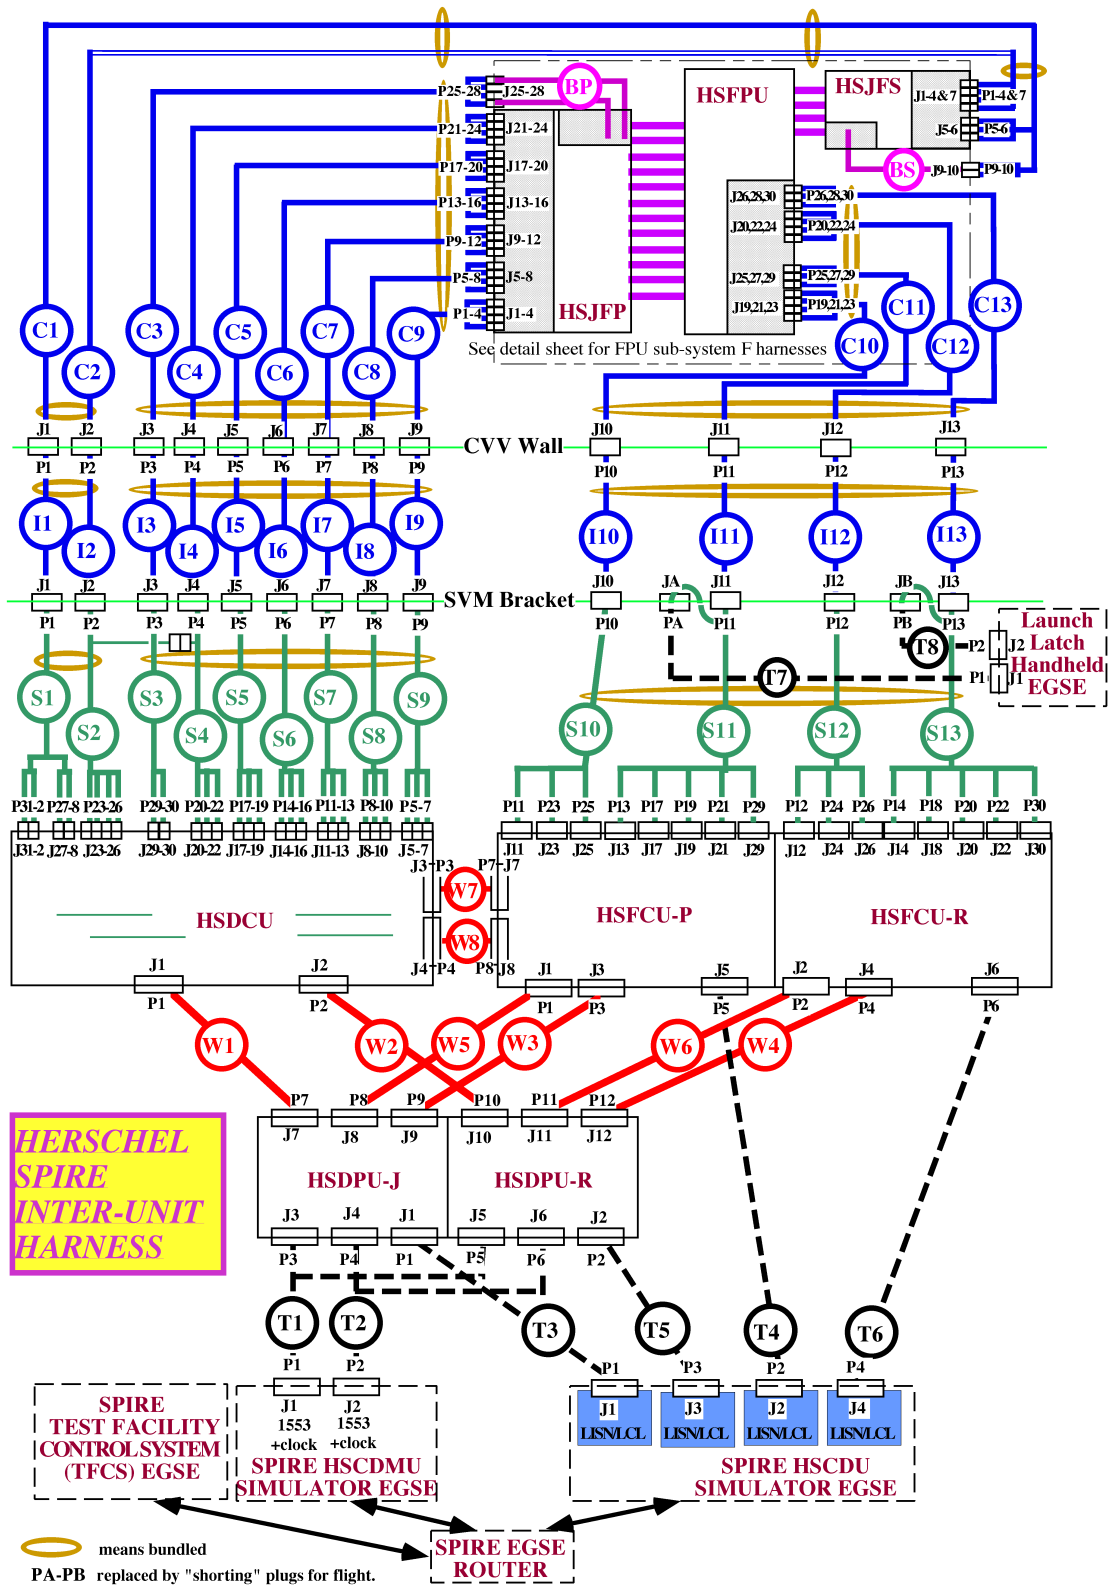 P25-28 J25-28 BP HSFPU HSJFS J1-4&7 P1-4&7
P21-24 J21-24 J5-6 P5-6
P17-20 J17-20 BS J9-10 P9-10
P13-16 J13-16 J26,28,30 P26,28,30
P9-12 J9-12 J20,22,24 P20,22,24
P5-8 J5-8 J25,27,29 P25,27,29
P1-4 J1-4 HSJFP J19,21,23 P19,21,23
C1 C3 C5 C7 C9 C11 C13
See detail sheet for FPU sub-system F harnesses
C2 C4 C6 C8 C10 C12
J1 J2 J3 J4 J5 J6 J7 J8 J9 J10 J11 J12 J13
CVV Wall
P1 P2 P3 P4 P5 P6 P7 P8 P9 P10 P11 P12 P13
I1 I3 I5 I7 I9 I10 I11 I12 I13
I2 I4 I6 I8
J1 J2 J3 J4 J5 J6 J7 J8 J9 J10 JA J11 J12 JB J13
SVM Bracket
P1 P2 P3 P4 P5 P6 P7 P8 P9 P10 PA P11 P12 PB P13
Launch
Latch
Handheld
EGSE
P2 J2
P1 J1
T8
T7
S1 S3 S5 S7 S9
S2 S4 S6 S8 S10 S11 S12 S13
P31-2 P27-8 P23-26 P29-30 P20-22 P17-19 P14-16 P11-13 P8-10 P5-7 P11 P23 P25 P13 P17 P19 P21 P29 P12 P24 P26 P14 P18 P20 P22 P30
J31-2 J27-8 J23-26 J29-30 J20-22 J17-19 J14-16 J11-13 J8-10 J5-7 J11 J23 J25 J13 J17 J19 J21 J29 J12 J24 J26 J14 J18 J20 J22 J30
J3 P3 W7 P7 J7
HSDCU HSFCU-P HSFCU-R
J4 P4 W8 P8 J8
J1 J2 J1 J3 J5 J2 J4 J6
P1 P2 P1 P3 P5 P2 P4 P6
W1 W2 W5 W3 W6 W4
P7 P8 P9 P10 P11 P12
J7 J8 J9 J10 J11 J12
HERSCHEL
SPIRE
INTER-UNIT
HARNESS
HSDPU-J HSDPU-R
J3 J4 J1 J5 J6 J2
P3 P4 P1 P5 P6 P2
T1 T2 T3 T5 T4 T6
P1 P2 P1 P3 P2 P4
J1 J2 J1 J3 J2 J4
1553 1553
+clock +clock
LISN/LCL LISN/LCL LISN/LCL LISN/LCL
SPIRE
TEST FACILITY
CONTROL SYSTEM
(TFCS) EGSE
SPIRE HSCDMU
SIMULATOR EGSE
SPIRE HSCDU
SIMULATOR EGSE
SPIRE EGSE
ROUTER
means bundled
PA-PB replaced by "shorting" plugs for flight.